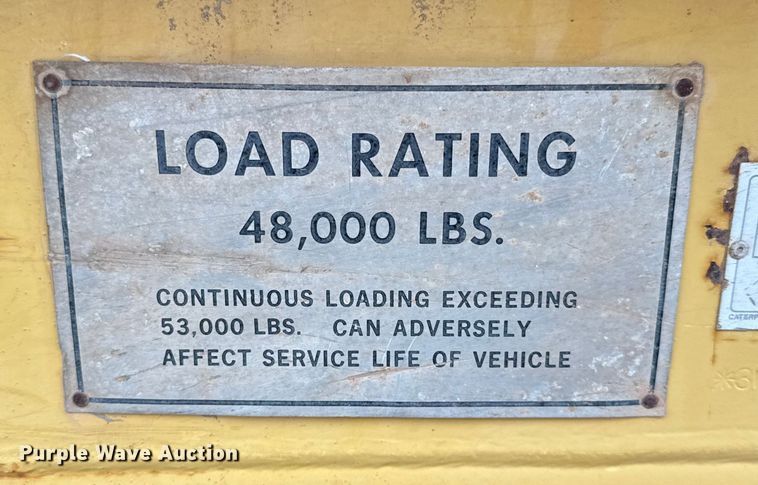 LOAD RATING
48,000 LBS.
CONTINUOUS LOADING EXCEEDING
53,000 LBS. CAN ADVERSELY
AFFECT SERVICE LIFE OF VEHICLE
Purple Wave Auction